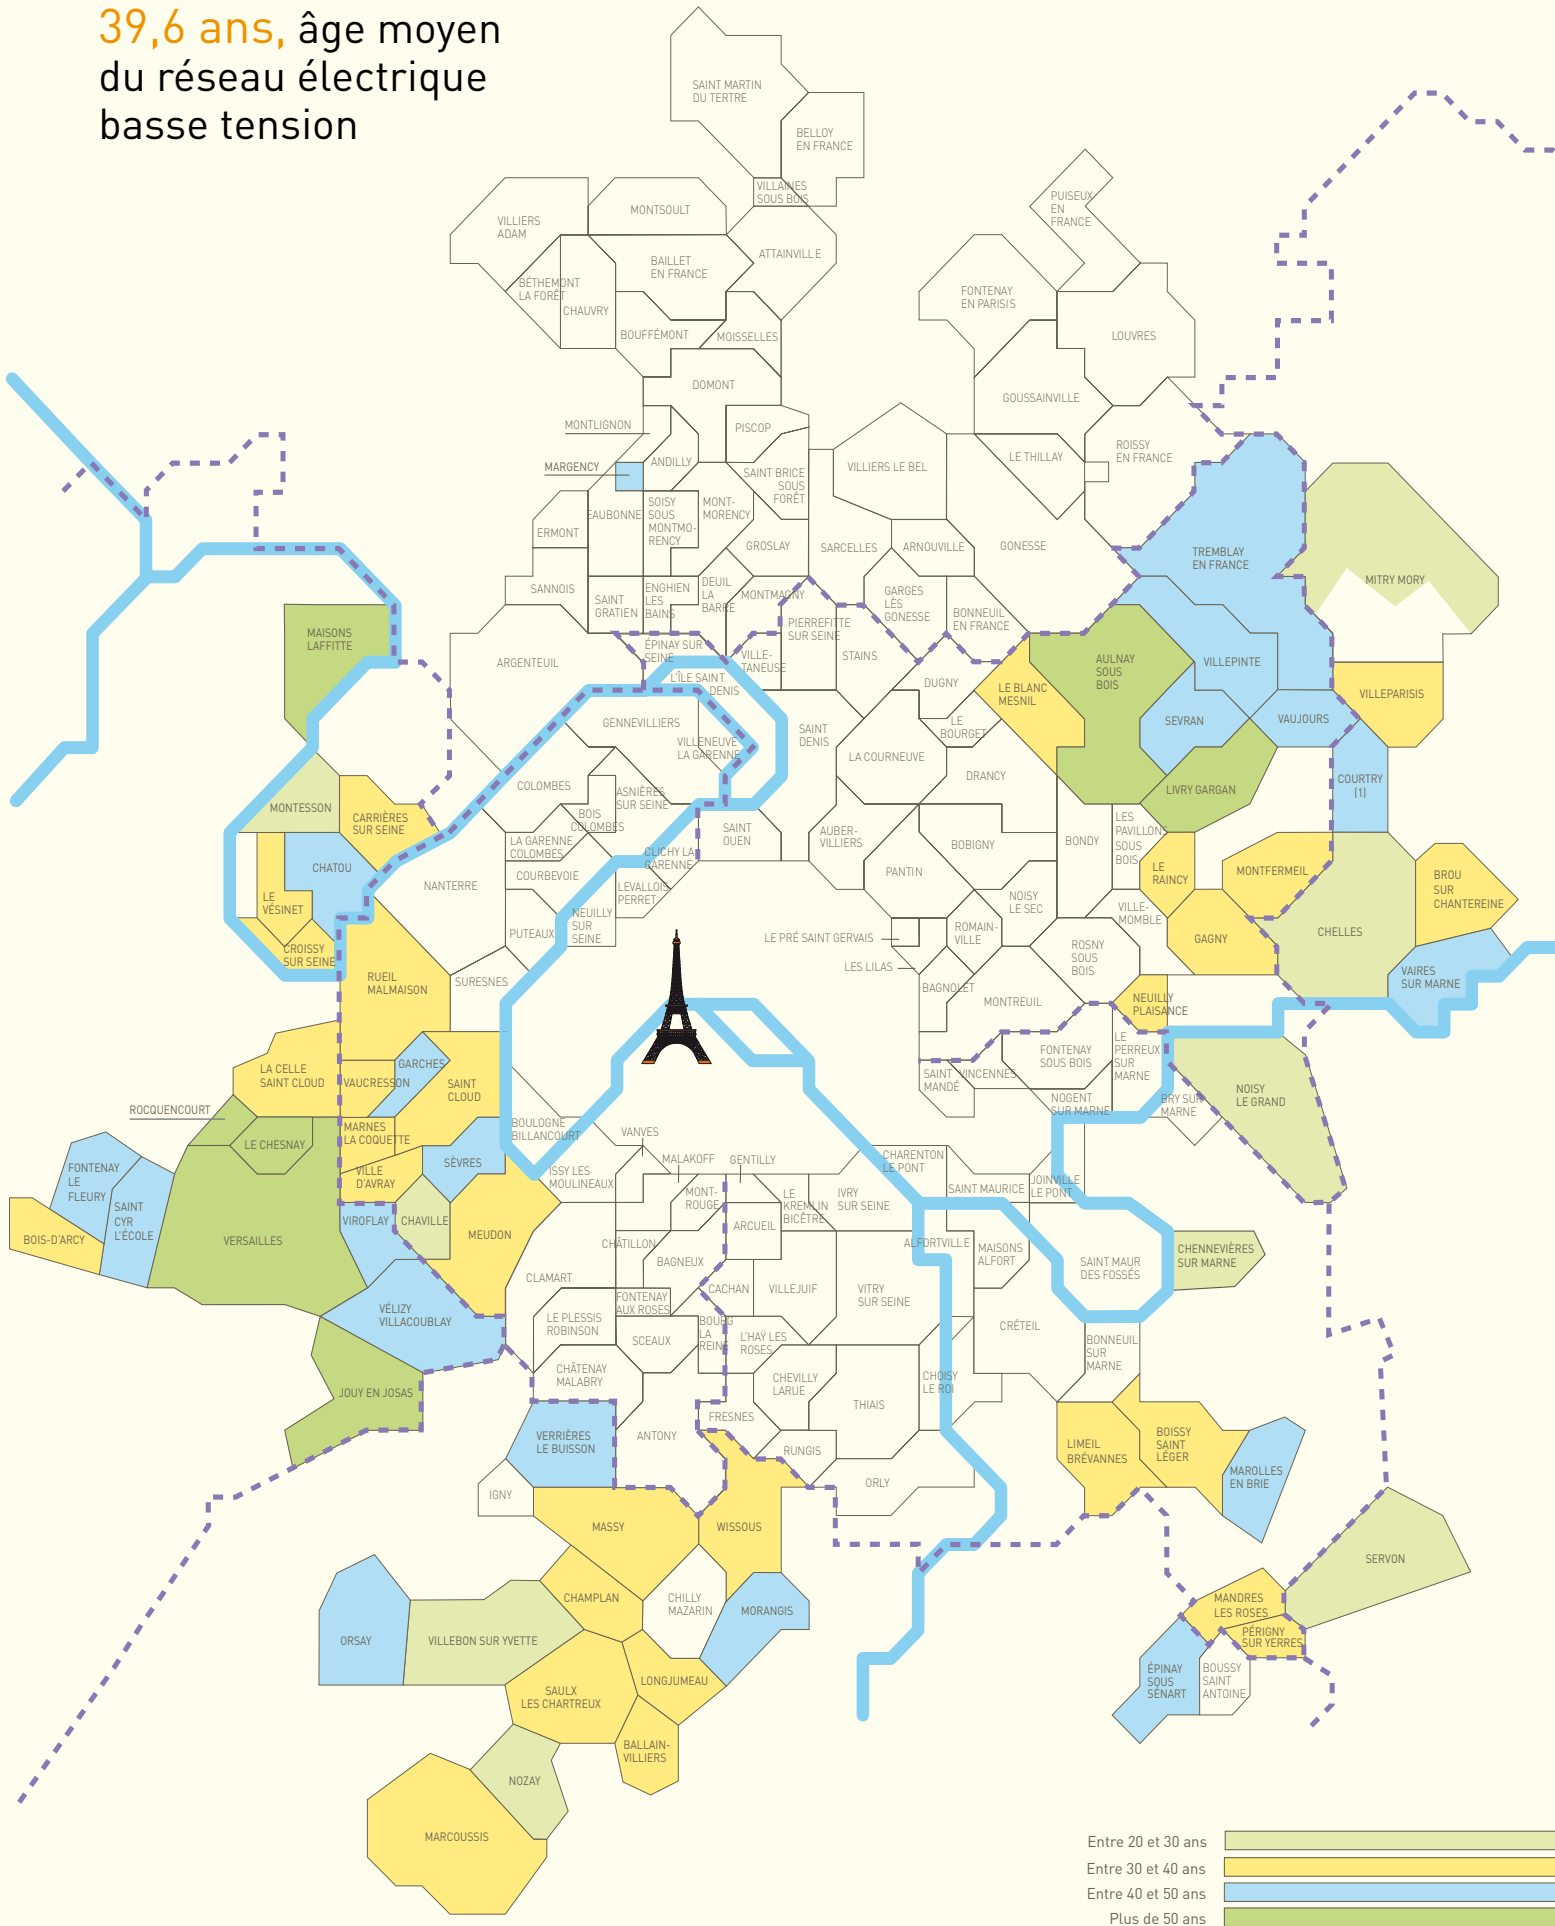 39,6 ans, âge moyen
du réseau électrique
basse tension
SAINT MARTIN
DU TERTRE
BELLOY
EN FRANCE
VILLAINES
SOUS BOIS
MONTSOULT
VILLIERS
ADAM
PUISEUX
EN
FRANCE
ATTAINVILLE
BAILLET
EN FRANCE
BÉTHEMONT
LA FORÊT
CHAUVRY
FONTENAY
EN PARISIS
BOUFFÉMONT
MOISSELLES
LOUVRES
DOMONT
GOUSSAINVILLE
MONTLIGNON
PISCOP
ROISSY
EN FRANCE
LE THILLAY
MARGENCY
ANDILLY
SAINT BRICE
SOUS
FORÊT
VILLIERS LE BEL
EAUBONNE
SOISY
SOUS
MONTMO-
RENCY
MONT-
MORENCY
ERMONT
GROSLAY
SARCELLES
ARNOUVILLE
GONESSE
TREMBLAY
EN FRANCE
MITRY MORY
SANNOIS
SAINT
GRATIEN
ENGHIEN
LES
BAINS
DEUIL
LA
BARRE
MONTMAGNY
GARGES
LÈS
GONESSE
BONNEUIL
EN FRANCE
PIERREFITTE
SUR SEINE
MAISONS
LAFFITTE
ARGENTEUIL
ÉPINAY SUR
SEINE
VILLE-
TANEUSE
STAINS
L'ÎLE SAINT
DENIS
DUGNY
LE BLANC
MESNIL
AULNAY
SOUS
BOIS
VILLEPINTE
VILLEPARISIS
GENNEVILLIERS
VILLENEUVE
LA GARENNE
SAINT
DENIS
LE
BOURGET
SEVRAN
VAUJOURS
LA COURNEUVE
DRANCY
LIVRY GARGAN
COURTRY
(1)
COLOMBES
ASNIÈRES
SUR SEINE
BOIS
COLOMBES
MONTESSON
CARRIÈRES
SUR SEINE
LA GARENNE
COLOMBES
SAINT
OUEN
AUBER-
VILLIERS
BOBIGNY
BONDY
LES
PAVILLONS
SOUS
BOIS
CHATOU
CLICHY LA
GARENNE
COURBEVOIE
NANTERRE
LEVALLOIS
PERRET
PANTIN
LE
RAINCY
MONTFERMEIL
BROU
SUR
CHANTEREINE
LE
VÉSINET
NOISY
LE SEC
VILLE-
MOMBLE
PUTEAUX
NEUILLY
SUR
SEINE
LE PRÉ SAINT GERVAIS
ROMAIN-
VILLE
GAGNY
CHELLES
CROISSY
SUR SEINE
ROSNY
SOUS
BOIS
LES LILAS
RUEIL
MALMAISON
SURESNES
BAGNOLET
VAIRES
SUR MARNE
MONTREUIL
NEUILLY
PLAISANCE
LA CELLE
SAINT CLOUD
VAUCRESSON
GARCHES
SAINT
CLOUD
FONTENAY
SOUS BOIS
LE
PERREUX
SUR
MARNE
SAINT
MANDÉ
VINCENNES
NOISY
LE GRAND
NOGENT
SUR MARNE
BRY SUR
MARNE
ROCQUENCOURT
LE CHESNAY
MARNES
LA COQUETTE
BOULOGNE
BILLANCOURT
VANVES
MALAKOFF
GENTILLY
CHARENTON
LE PONT
FONTENAY
LE
FLEURY
VILLE
D'AVRAY
SÈVRES
ISSY LES
MOULINEAUX
MONT-
ROUGE
LE
KREMLIN
BICÊTRE
IVRY
SUR SEINE
SAINT MAURICE
JOINVILLE
LE PONT
SAINT
CYR
L'ÉCOLE
BOIS-D'ARCY
VERSAILLES
VIROFLAY
CHAVILLE
MEUDON
CHÂTILLON
ARCUEIL
ALFORTVILLE
MAISONS
ALFORT
SAINT MAUR
DES FOSSÉS
CHENNEVIÈRES
SUR MARNE
CLAMART
BAGNEUX
CACHAN
VILLEJUIF
VITRY
SUR SEINE
VÉLIZY
VILLACOUBLAY
FONTENAY
AUX ROSES
LE PLESSIS
ROBINSON
SCEAUX
BOURG
LA
REINE
L'HAŸ LES
ROSES
CRÉTEIL
BONNEUIL
SUR
MARNE
CHÂTENAY
MALABRY
CHEVILLY
LARUE
CHOISY
LE ROI
JOUY EN JOSAS
THIAIS
FRESNES
VERRIÈRES
LE BUISSON
ANTONY
RUNGIS
LIMEIL
BRÉVANNES
BOISSY
SAINT
LÉGER
MAROLLES
EN BRIE
ORLY
IGNY
MASSY
WISSOUS
SERVON
CHAMPLAN
CHILLY
MAZARIN
MORANGIS
MANDRES
LES ROSES
PÉRIGNY
SUR YERRES
ORSAY
VILLEBON SUR YVETTE
ÉPINAY
SOUS
SÉNART
BOUSSY
SAINT
ANTOINE
LONGJUMEAU
SAULX
LES CHARTREUX
BALLAIN-
VILLIERS
NOZAY
MARCOUSSIS
Entre 20 et 30 ans
Entre 30 et 40 ans
Entre 40 et 50 ans
Plus de 50 ans